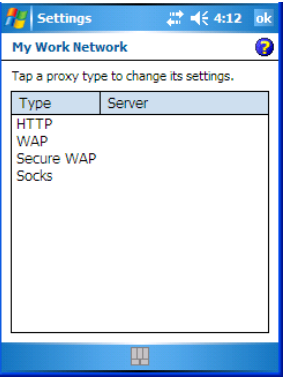 Settings 4:12 ok
My Work Network ?
Tap a proxy type to change its settings.
Type Server
HTTP
WAP
Secure WAP
Socks